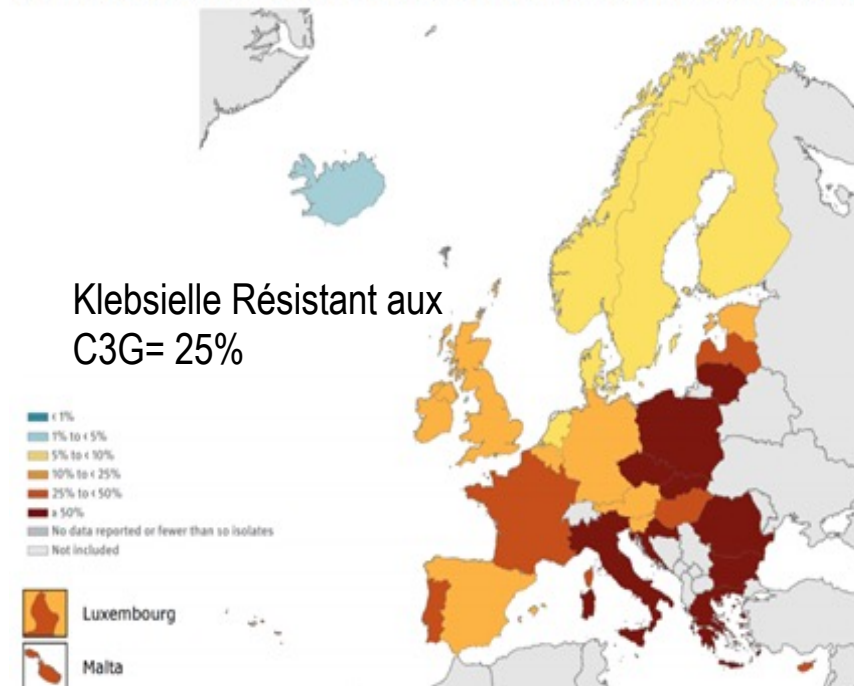 Klebsielle Résistant aux
C3G= 25%
< 1%
1% to < 5%
5% to < 10%
10% to < 25%
25% to < 50%
≥ 50%
No data reported or fewer than 10 isolates
Not included
Luxembourg
Malta